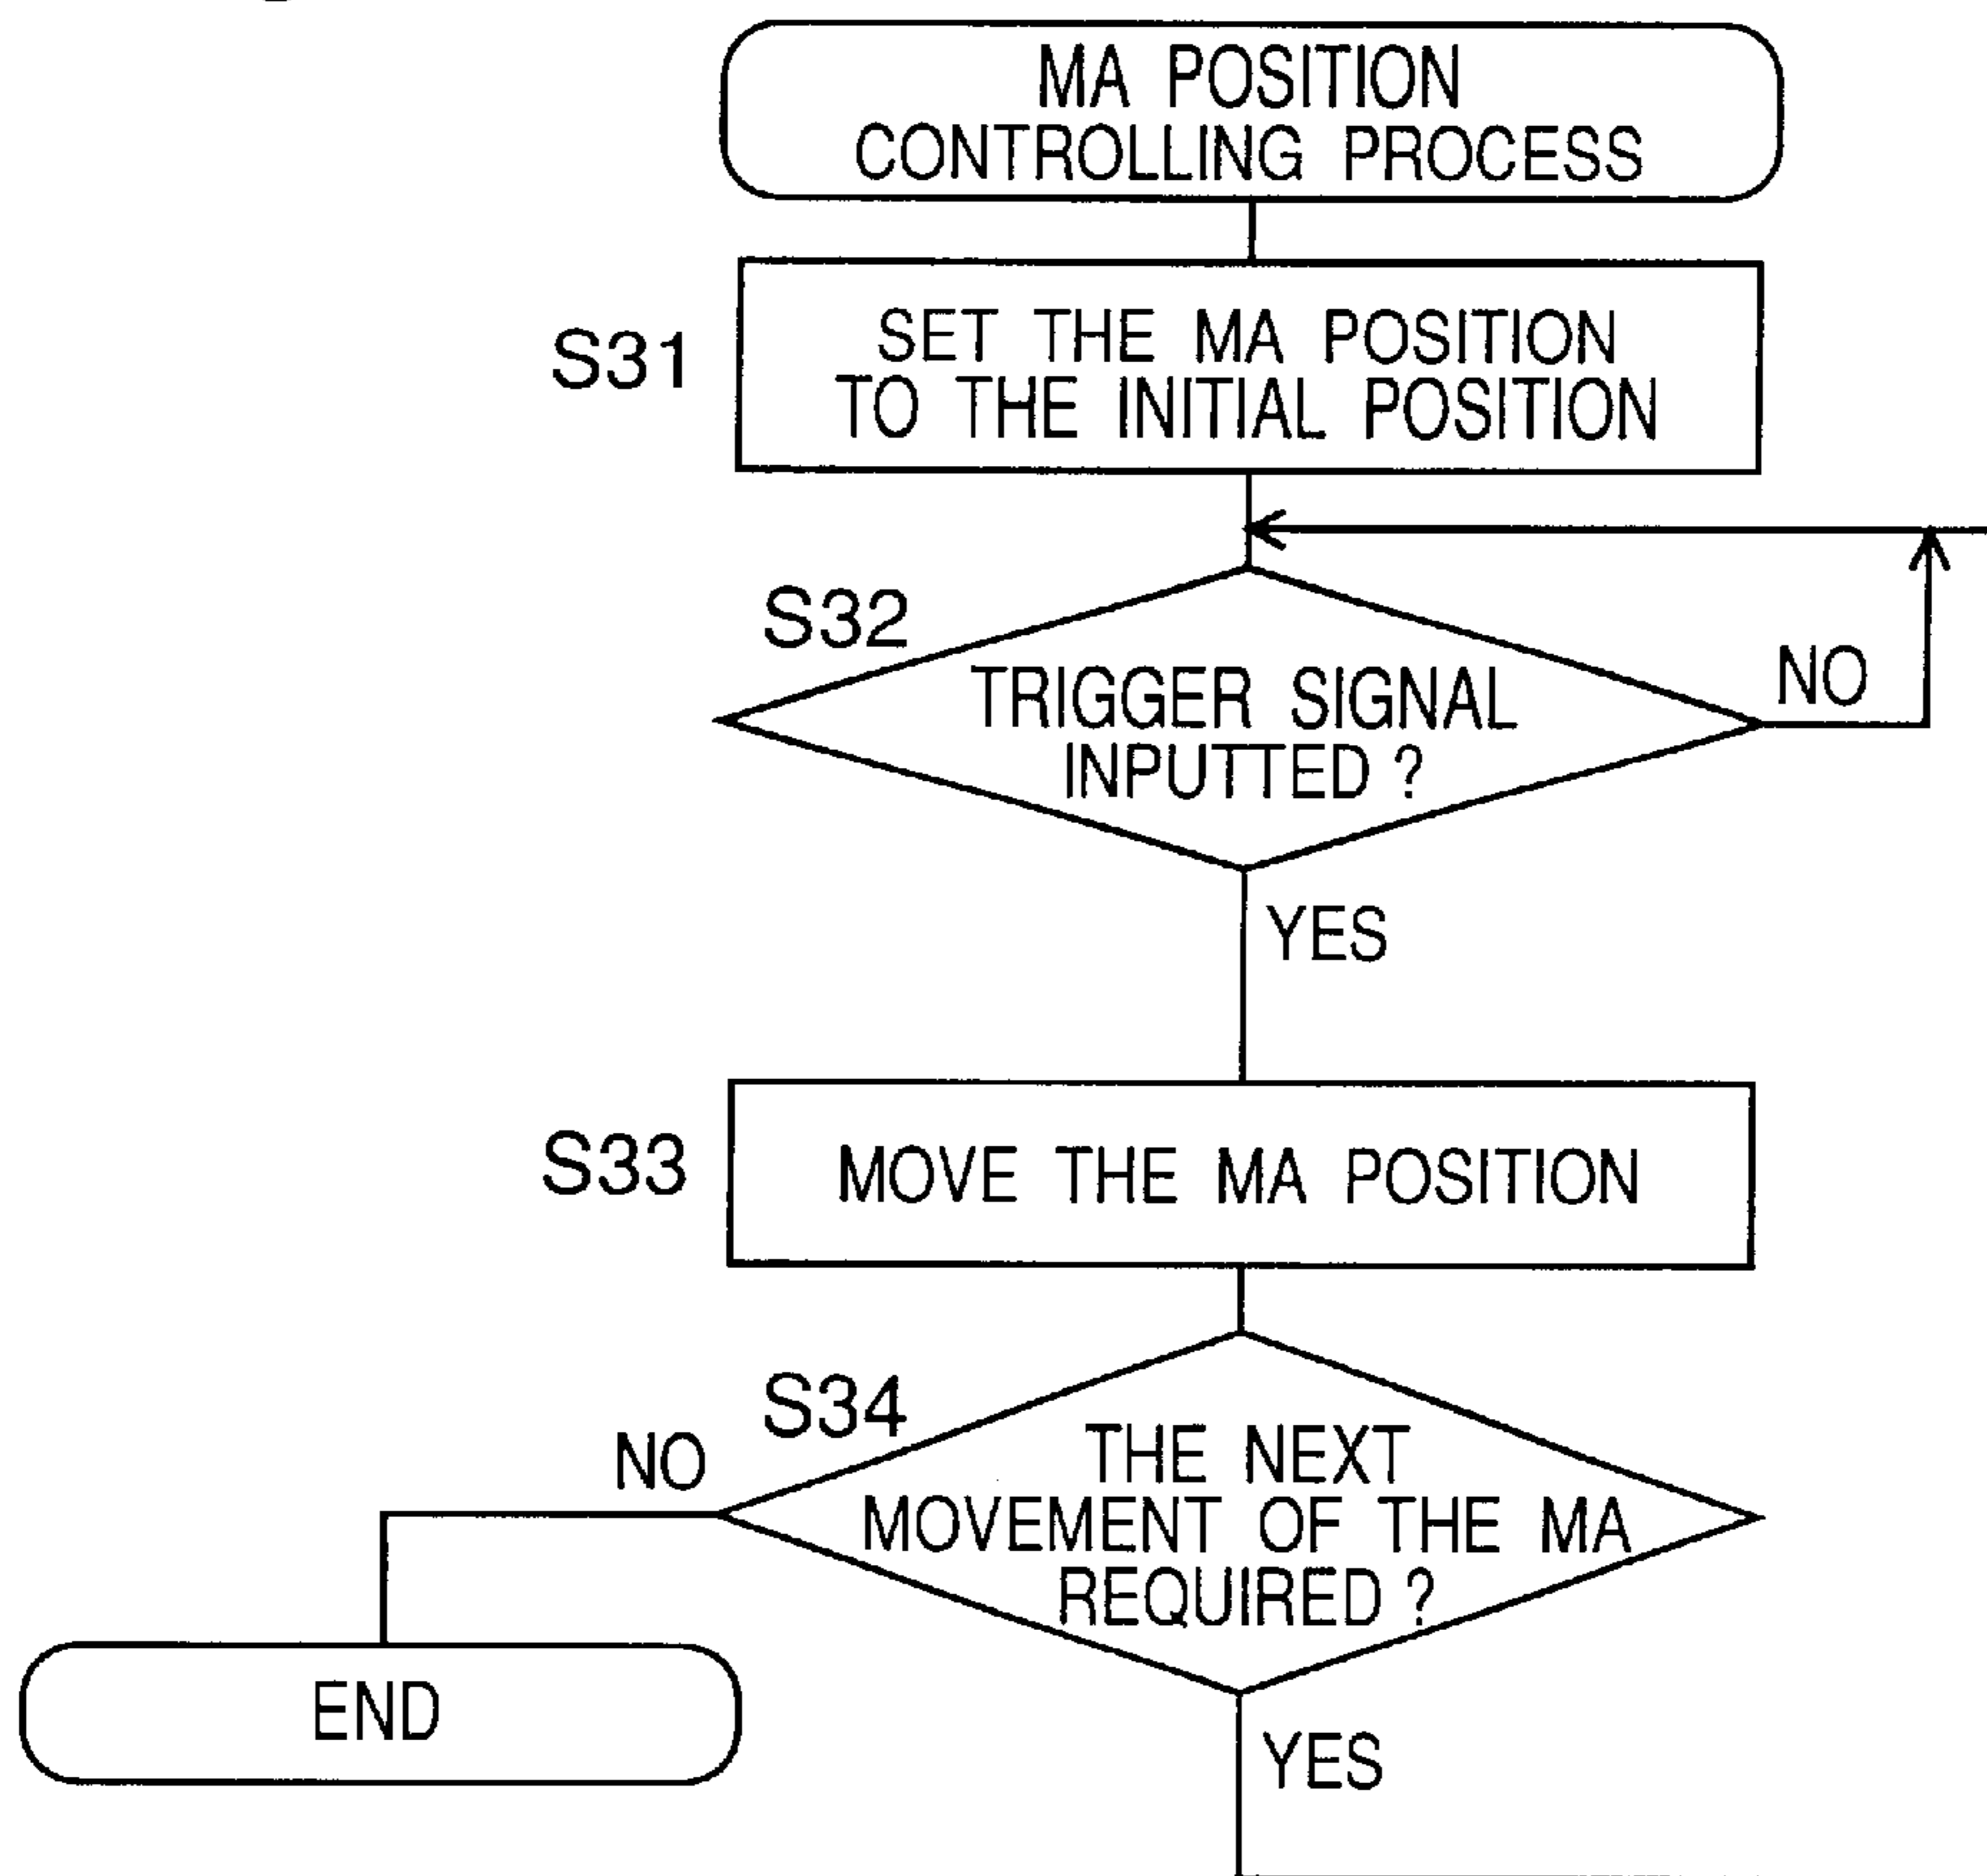 MA POSITION
CONTROLLING PROCESS
S31
SET THE MA POSITION
TO THE INITIAL POSITION
S32
TRIGGER SIGNAL
INPUTTED ?
NO
YES
S33
MOVE THE MA POSITION
S34
THE NEXT
MOVEMENT OF THE MA
REQUIRED ?
NO
END
YES